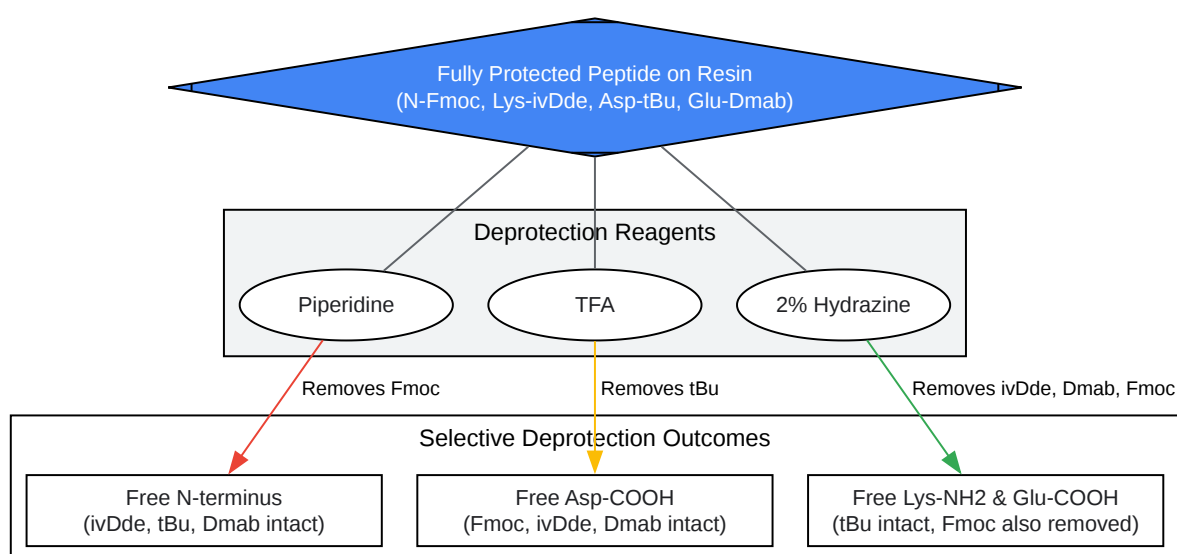 Fully Protected Peptide on Resin
(N-Fmoc, Lys-ivDde, Asp-tBu, Glu-Dmab)
Deprotection Reagents
Piperidine
TFA
2% Hydrazine
Removes Fmoc
Removes tBu
Removes ivDde, Dmab, Fmoc
Selective Deprotection Outcomes
Free N-terminus
(ivDde, tBu, Dmab intact)
Free Asp-COOH
(Fmoc, ivDde, Dmab intact)
Free Lys-NH2 & Glu-COOH
(tBu intact, Fmoc also removed)